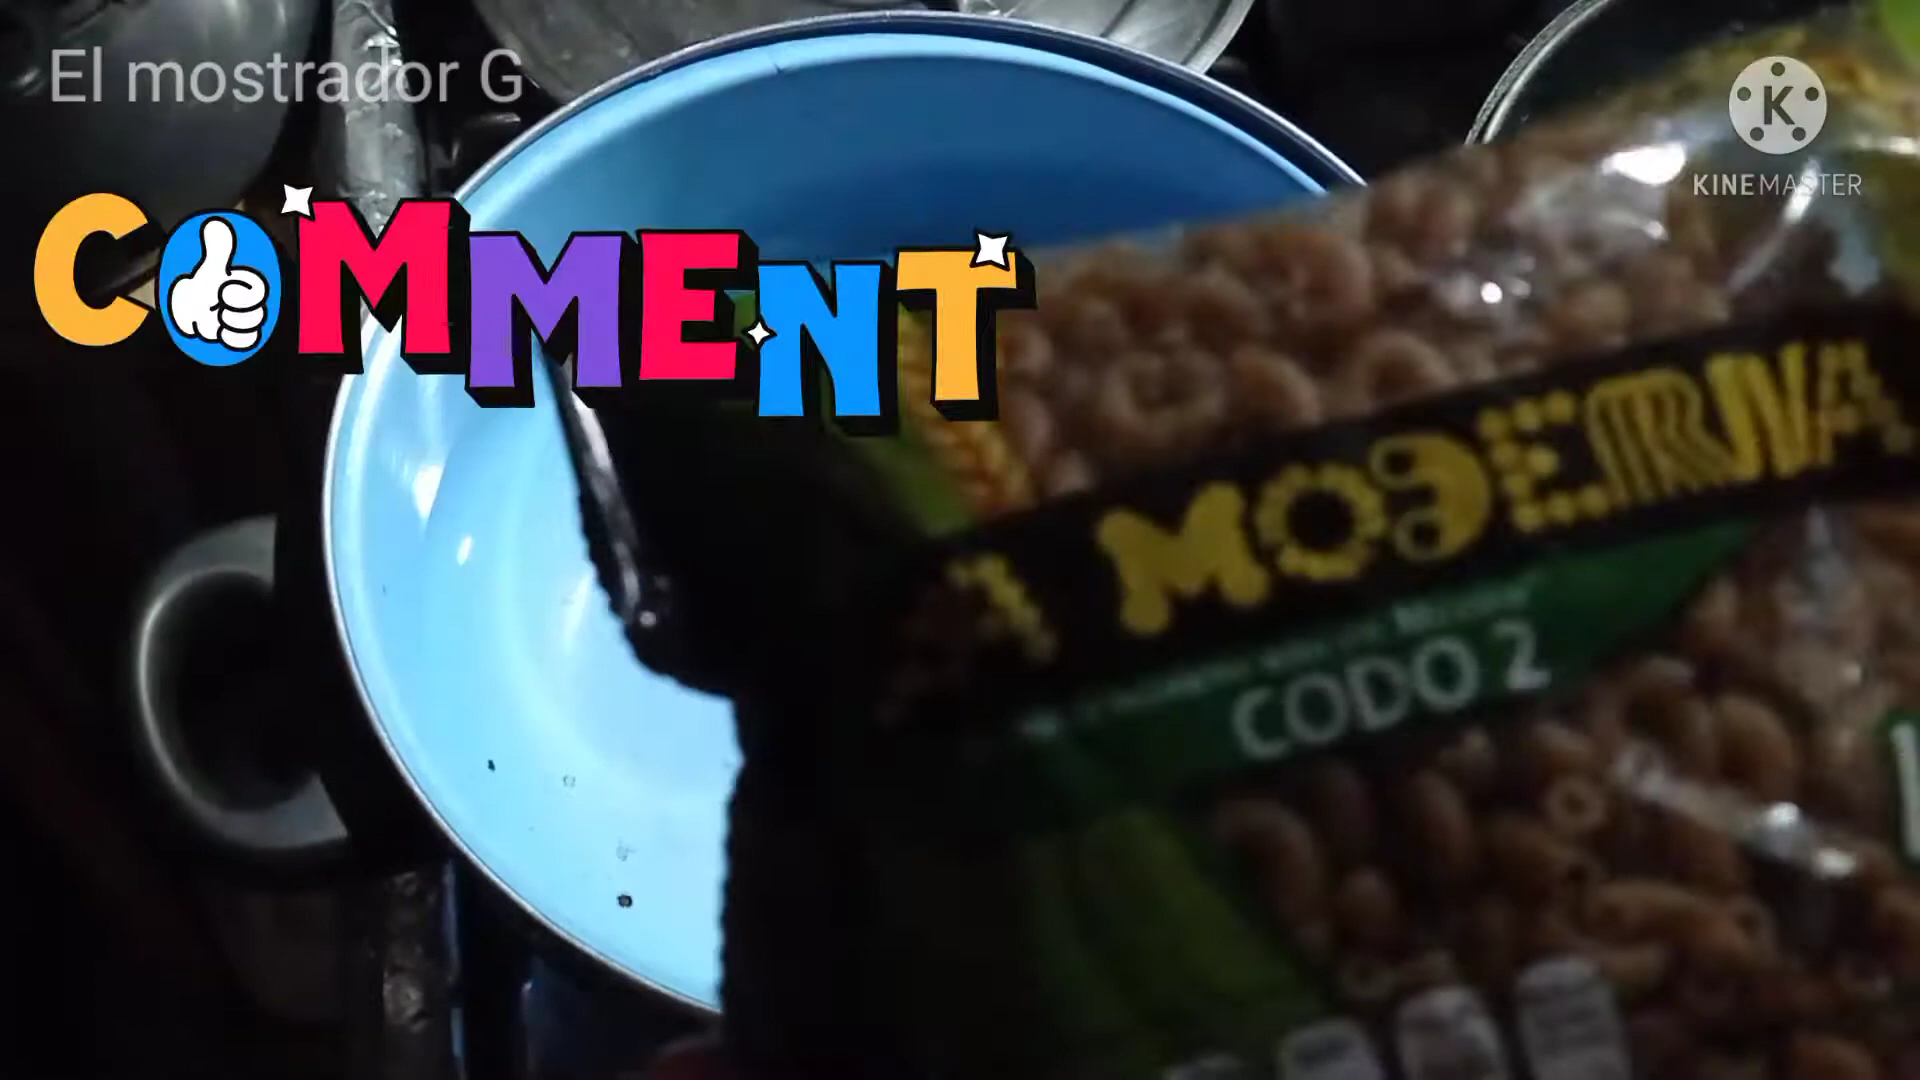 El mostrador G
KINEMASTER
COMMENT
MODERNA
CODO 2